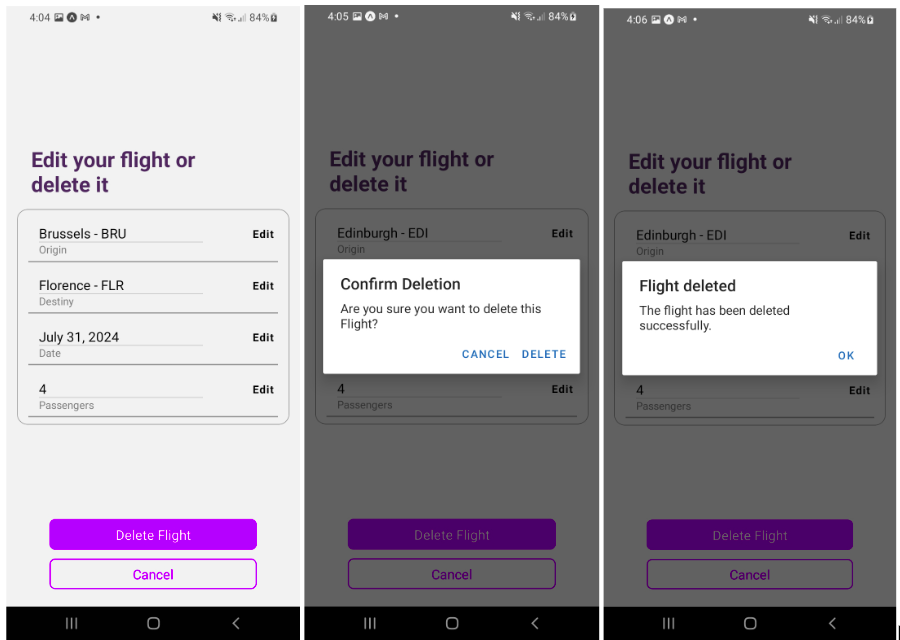 4:04
84%
Edit your flight or
delete it
Brussels - BRU
Edit
Origin
Florence - FLR
Edit
Destiny
July 31, 2024
Edit
Date
4
Edit
Passengers
Delete Flight
Cancel
4:05
84%
Edit your flight or
delete it
Edinburgh - EDI
Edit
Origin
Confirm Deletion
Are you sure you want to delete this
Flight?
CANCEL DELETE
4
Edit
Passengers
Delete Flight
Cancel
4:06
84%
Edit your flight or
delete it
Edinburgh - EDI
Edit
Origin
Flight deleted
The flight has been deleted
successfully.
OK
4
Edit
Passengers
Delete Flight
Cancel